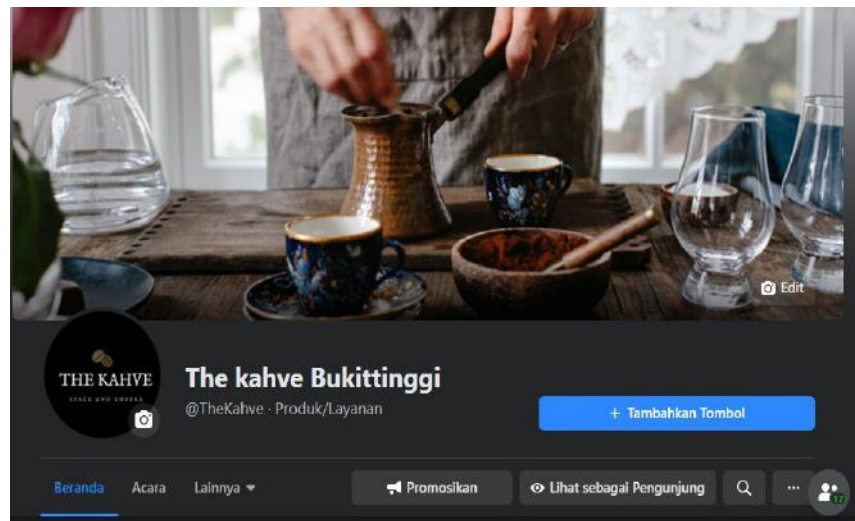 Edit
THE KAHVE
SPACE AND COFFEE
The kahve Bukittinggi
@TheKahve · Produk/Layanan
+ Tambahkan Tombol
Beranda Acara Lainnya
Promosikan
Lihat sebagai Pengunjung
17